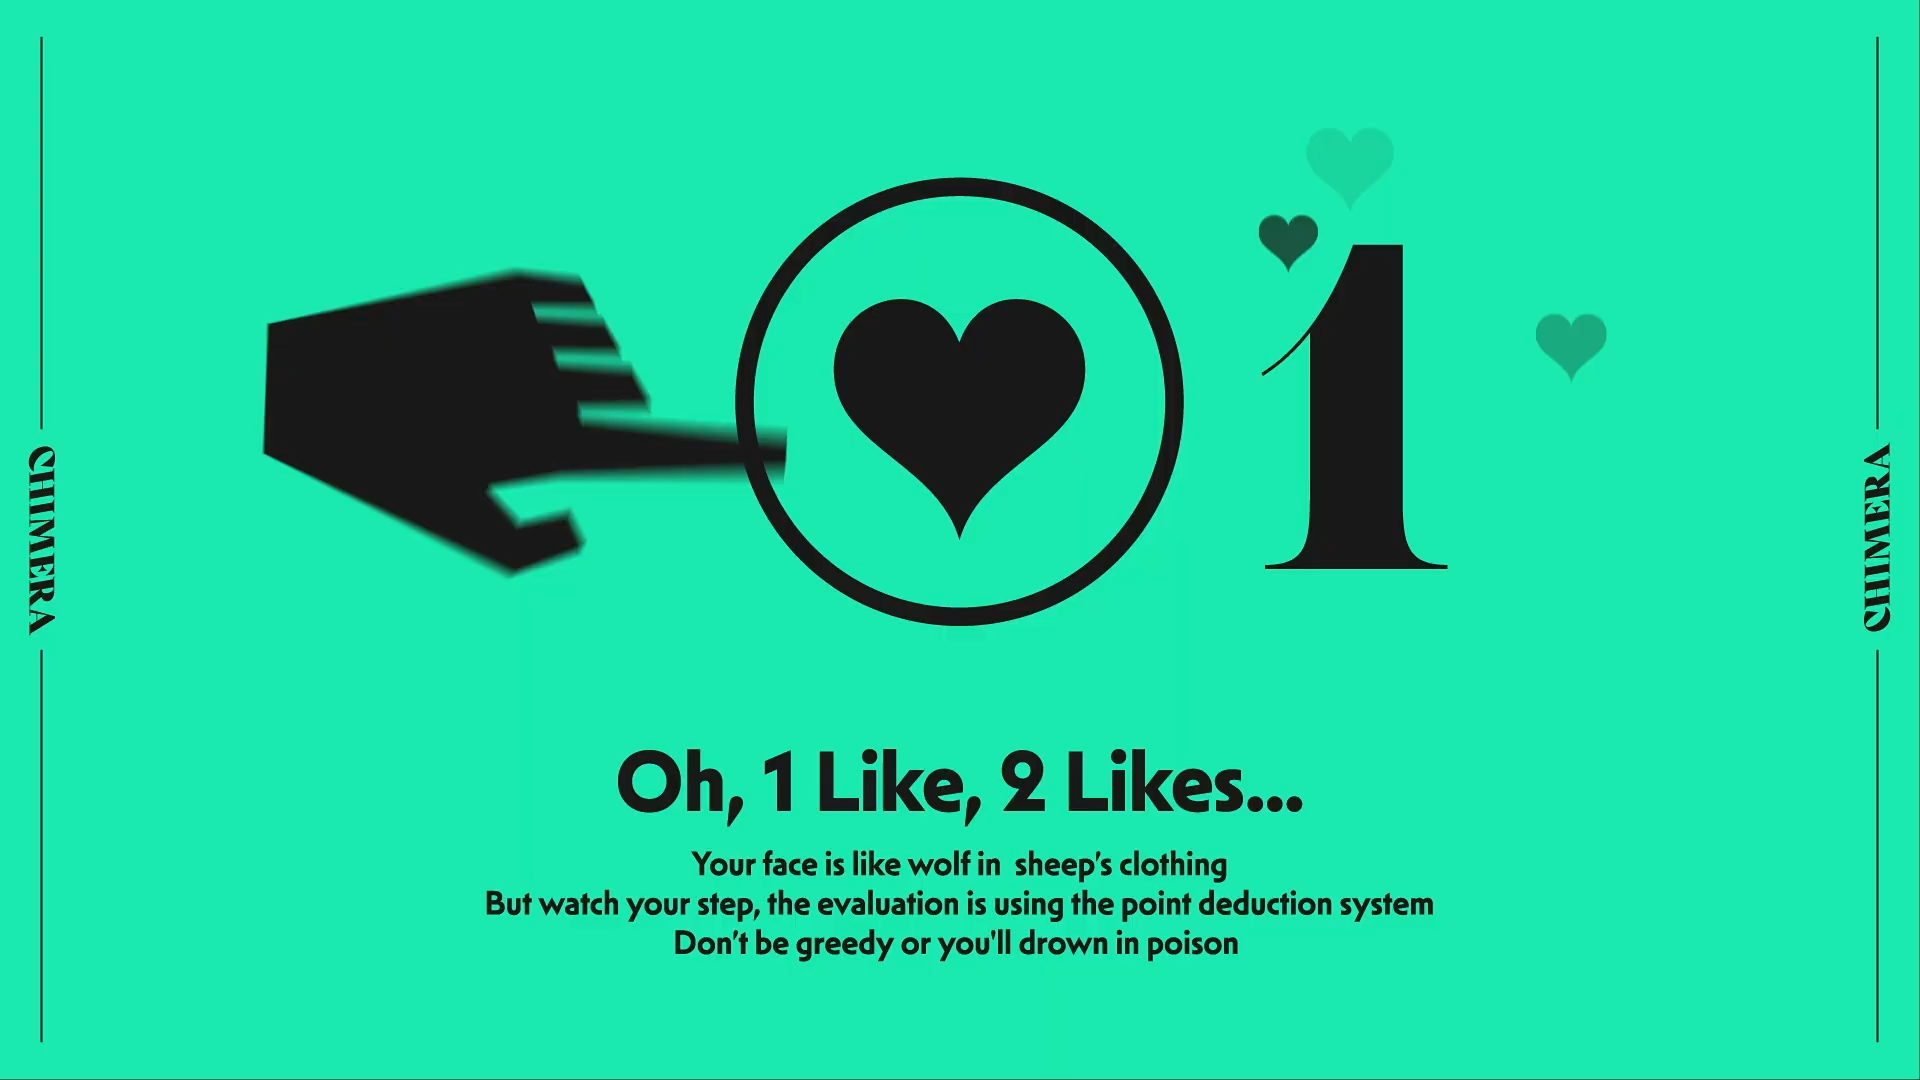 CHIMERA
1
CHIMERA
Oh, 1 Like, 2 Likes...
Your face is like wolf in  sheep's clothing
But watch your step, the evaluation is using the point deduction system
Don't be greedy or you'll drown in poison